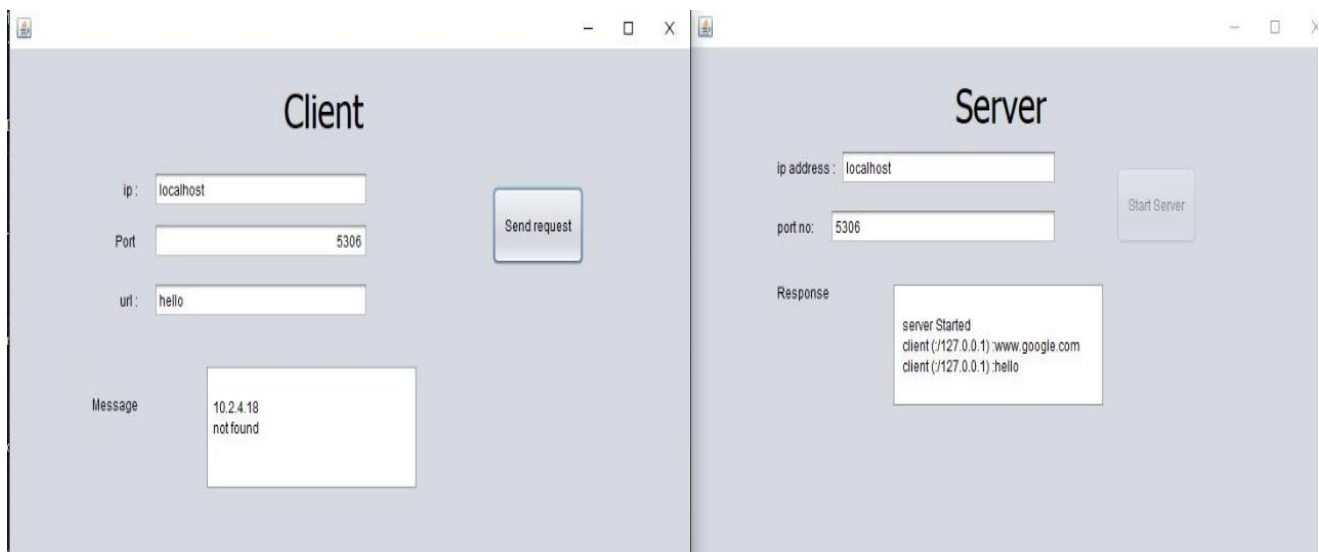 Client
ip :
localhost
Port
5306
url :
hello
Send request
Message
10.2.4.18
not found
Server
ip address :
localhost
port no:
5306
Start Server
Response
server Started
client (:/127.0.0.1) :www.google.com
client (:/127.0.0.1) :hello